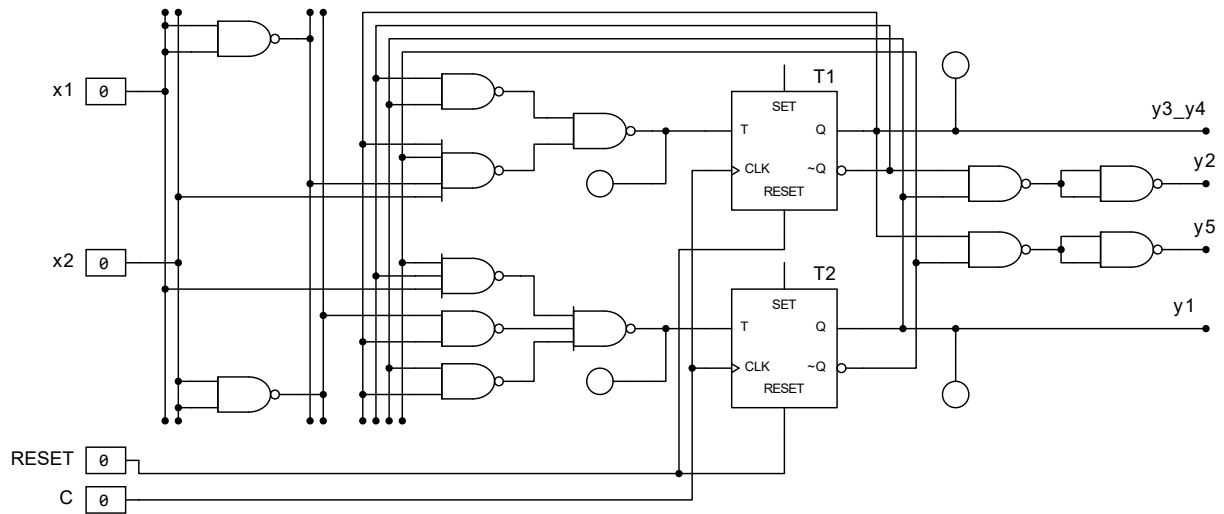 x1 0
x2 0
RESET 0
C 0
T1
SET
T Q
CLK ~Q
RESET
T2
SET
T Q
CLK ~Q
RESET
y3_y4
y2
y5
y1